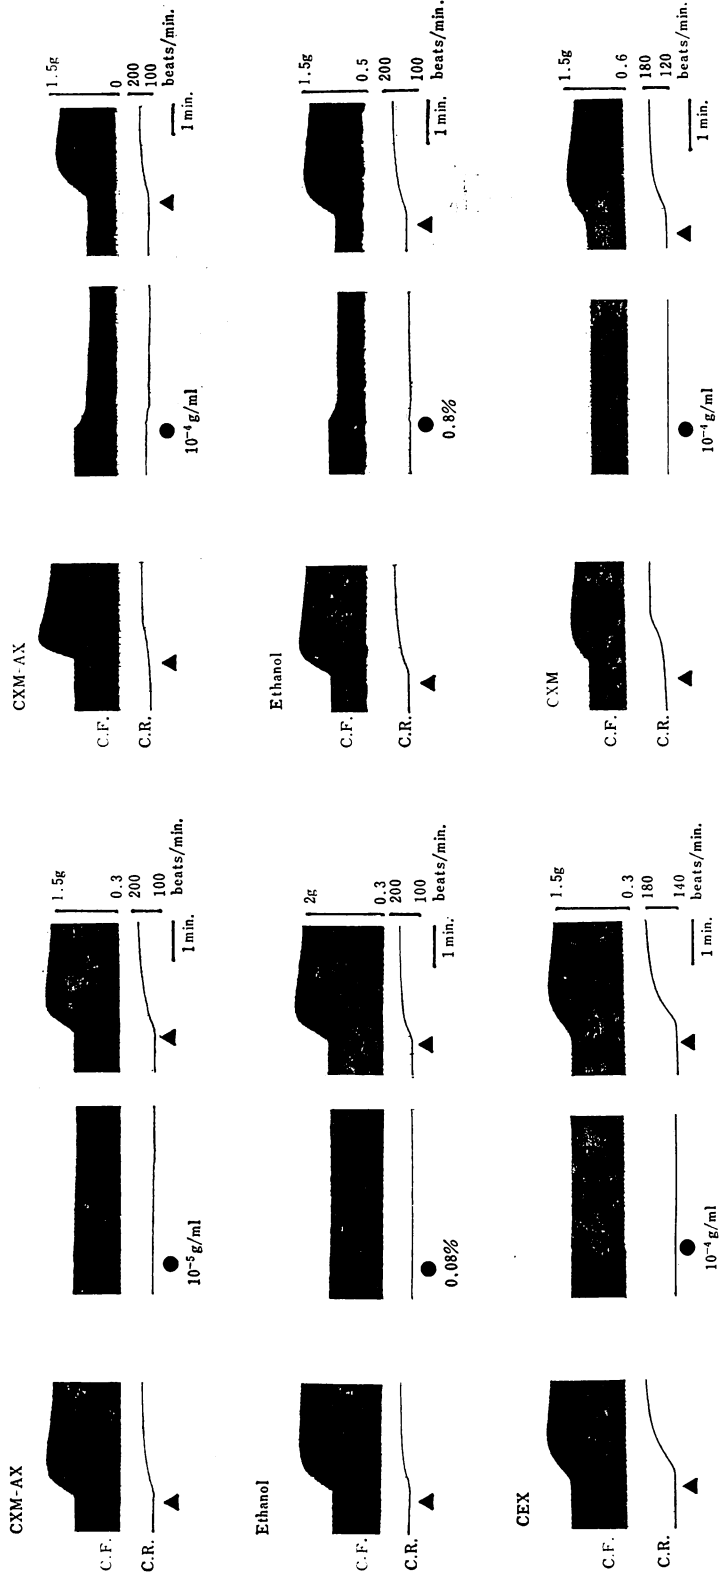 CXM-AX
C.F.
C.R.
10⁻⁵g/ml
1.5g
0.3
200
100
beats/min.
1 min.
CXM-AX
C.F.
C.R.
10⁻⁴g/ml
1.5g
0
200
100
beats/min.
1 min.
Ethanol
C.F.
C.R.
0.08%
2g
0.3
200
100
beats/min.
1 min.
Ethanol
C.F.
C.R.
0.8%
1.5g
0.5
200
100
beats/min.
1 min.
CEX
C.F.
C.R.
10⁻⁴g/ml
1.5g
0.3
180
140
beats/min.
1 min.
CXM
C.F.
C.R.
10⁻⁴g/ml
1.5g
0.6
180
120
beats/min.
1 min.